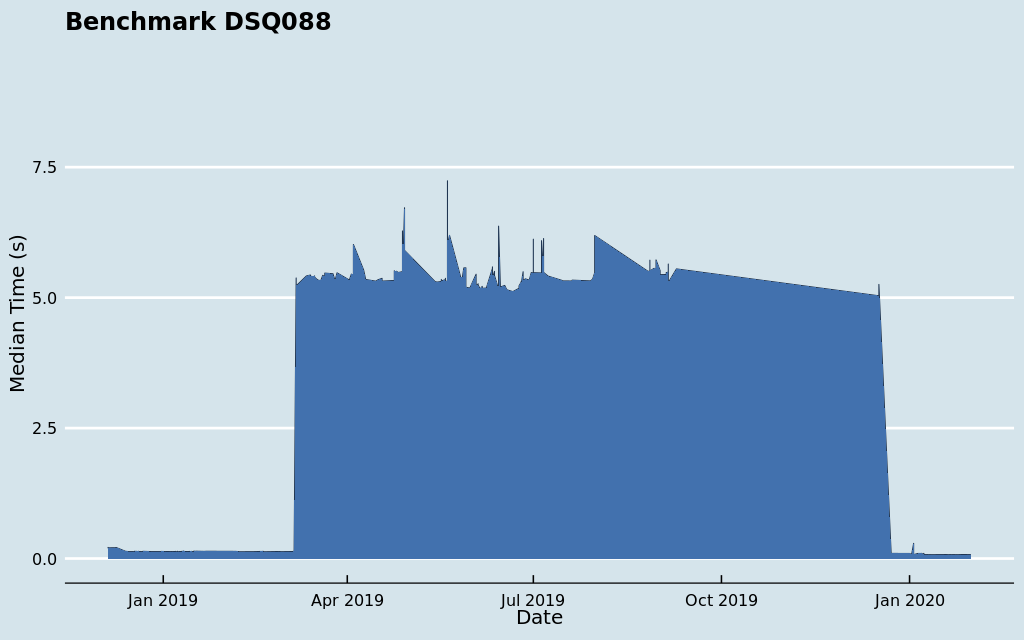 Benchmark DSQ088
Median Time (s)
7.5
5.0
2.5
0.0
Jan 2019
Apr 2019
Jul 2019
Oct 2019
Jan 2020
Date